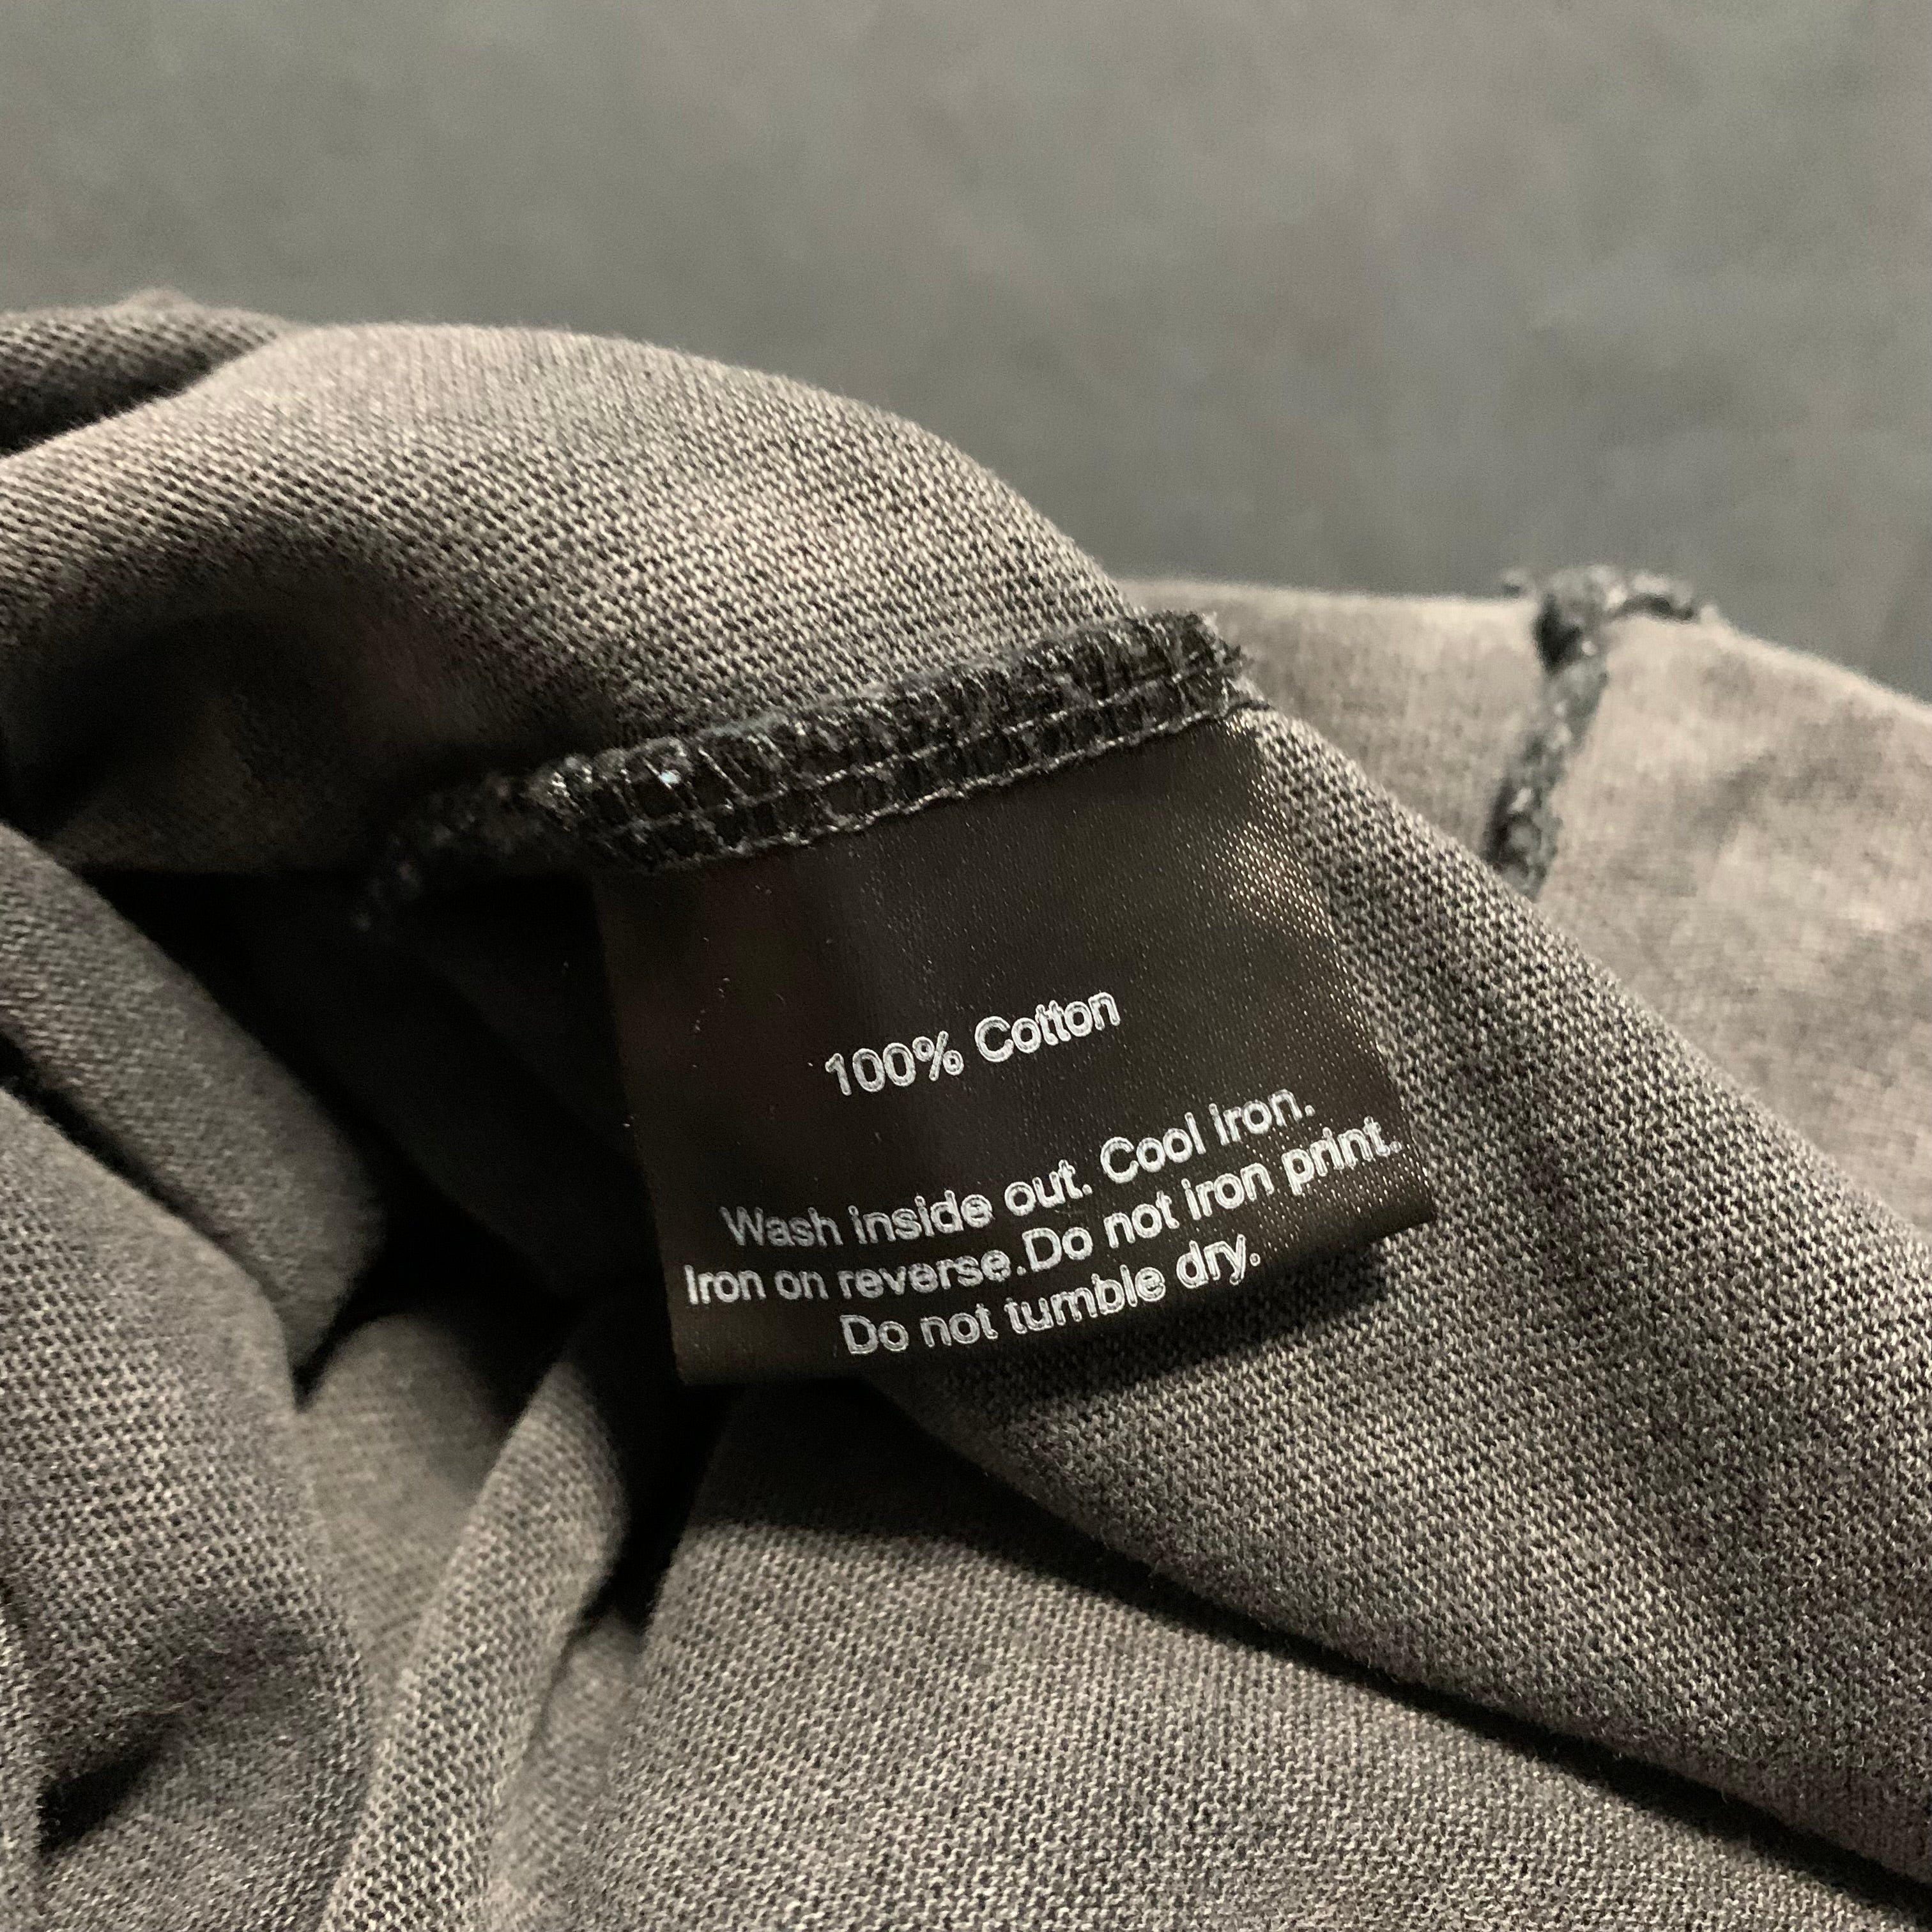 100% Cotton
Wash inside out. Cool iron.
Iron on reverse.Do not iron print.
Do not tumble dry.